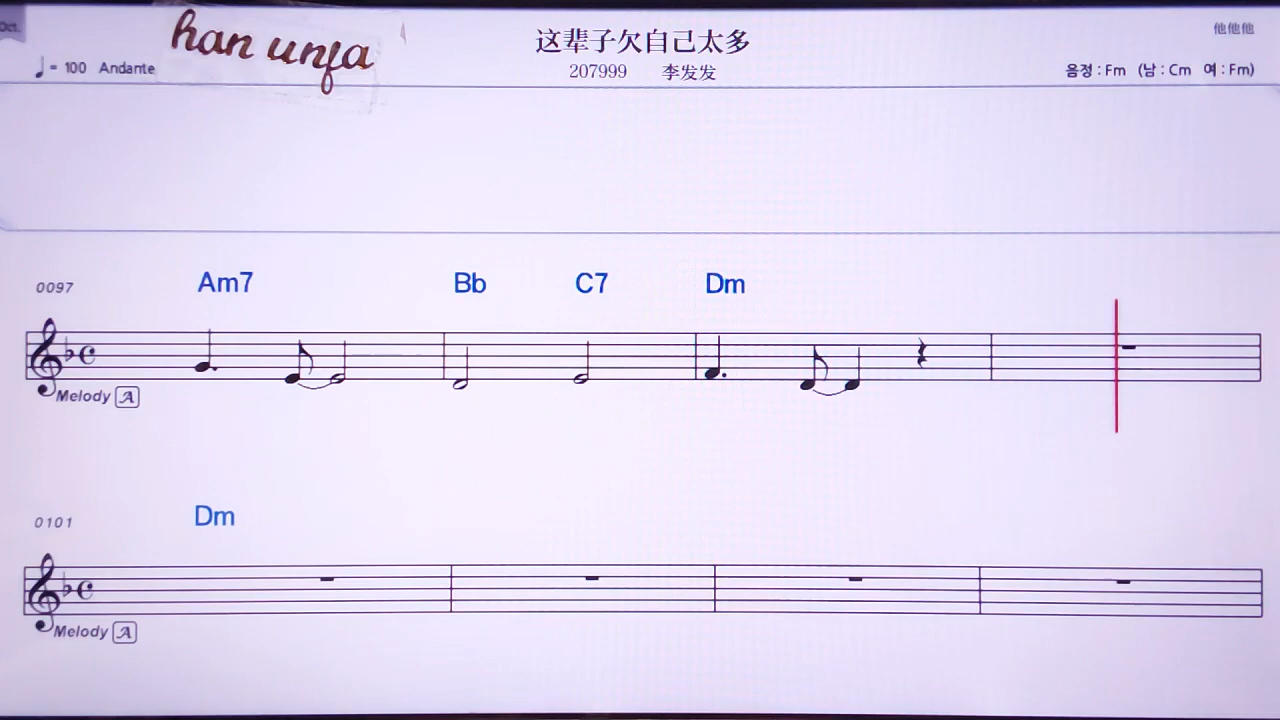 Oct.
han unfa
这辈子欠自己太多
他他他
= 100 Andante
207999 李发发
음정 : Fm (남 : Cm 여 : Fm)
0097
Am7 Bb C7 Dm
Melody A
0101
Dm
Melody A